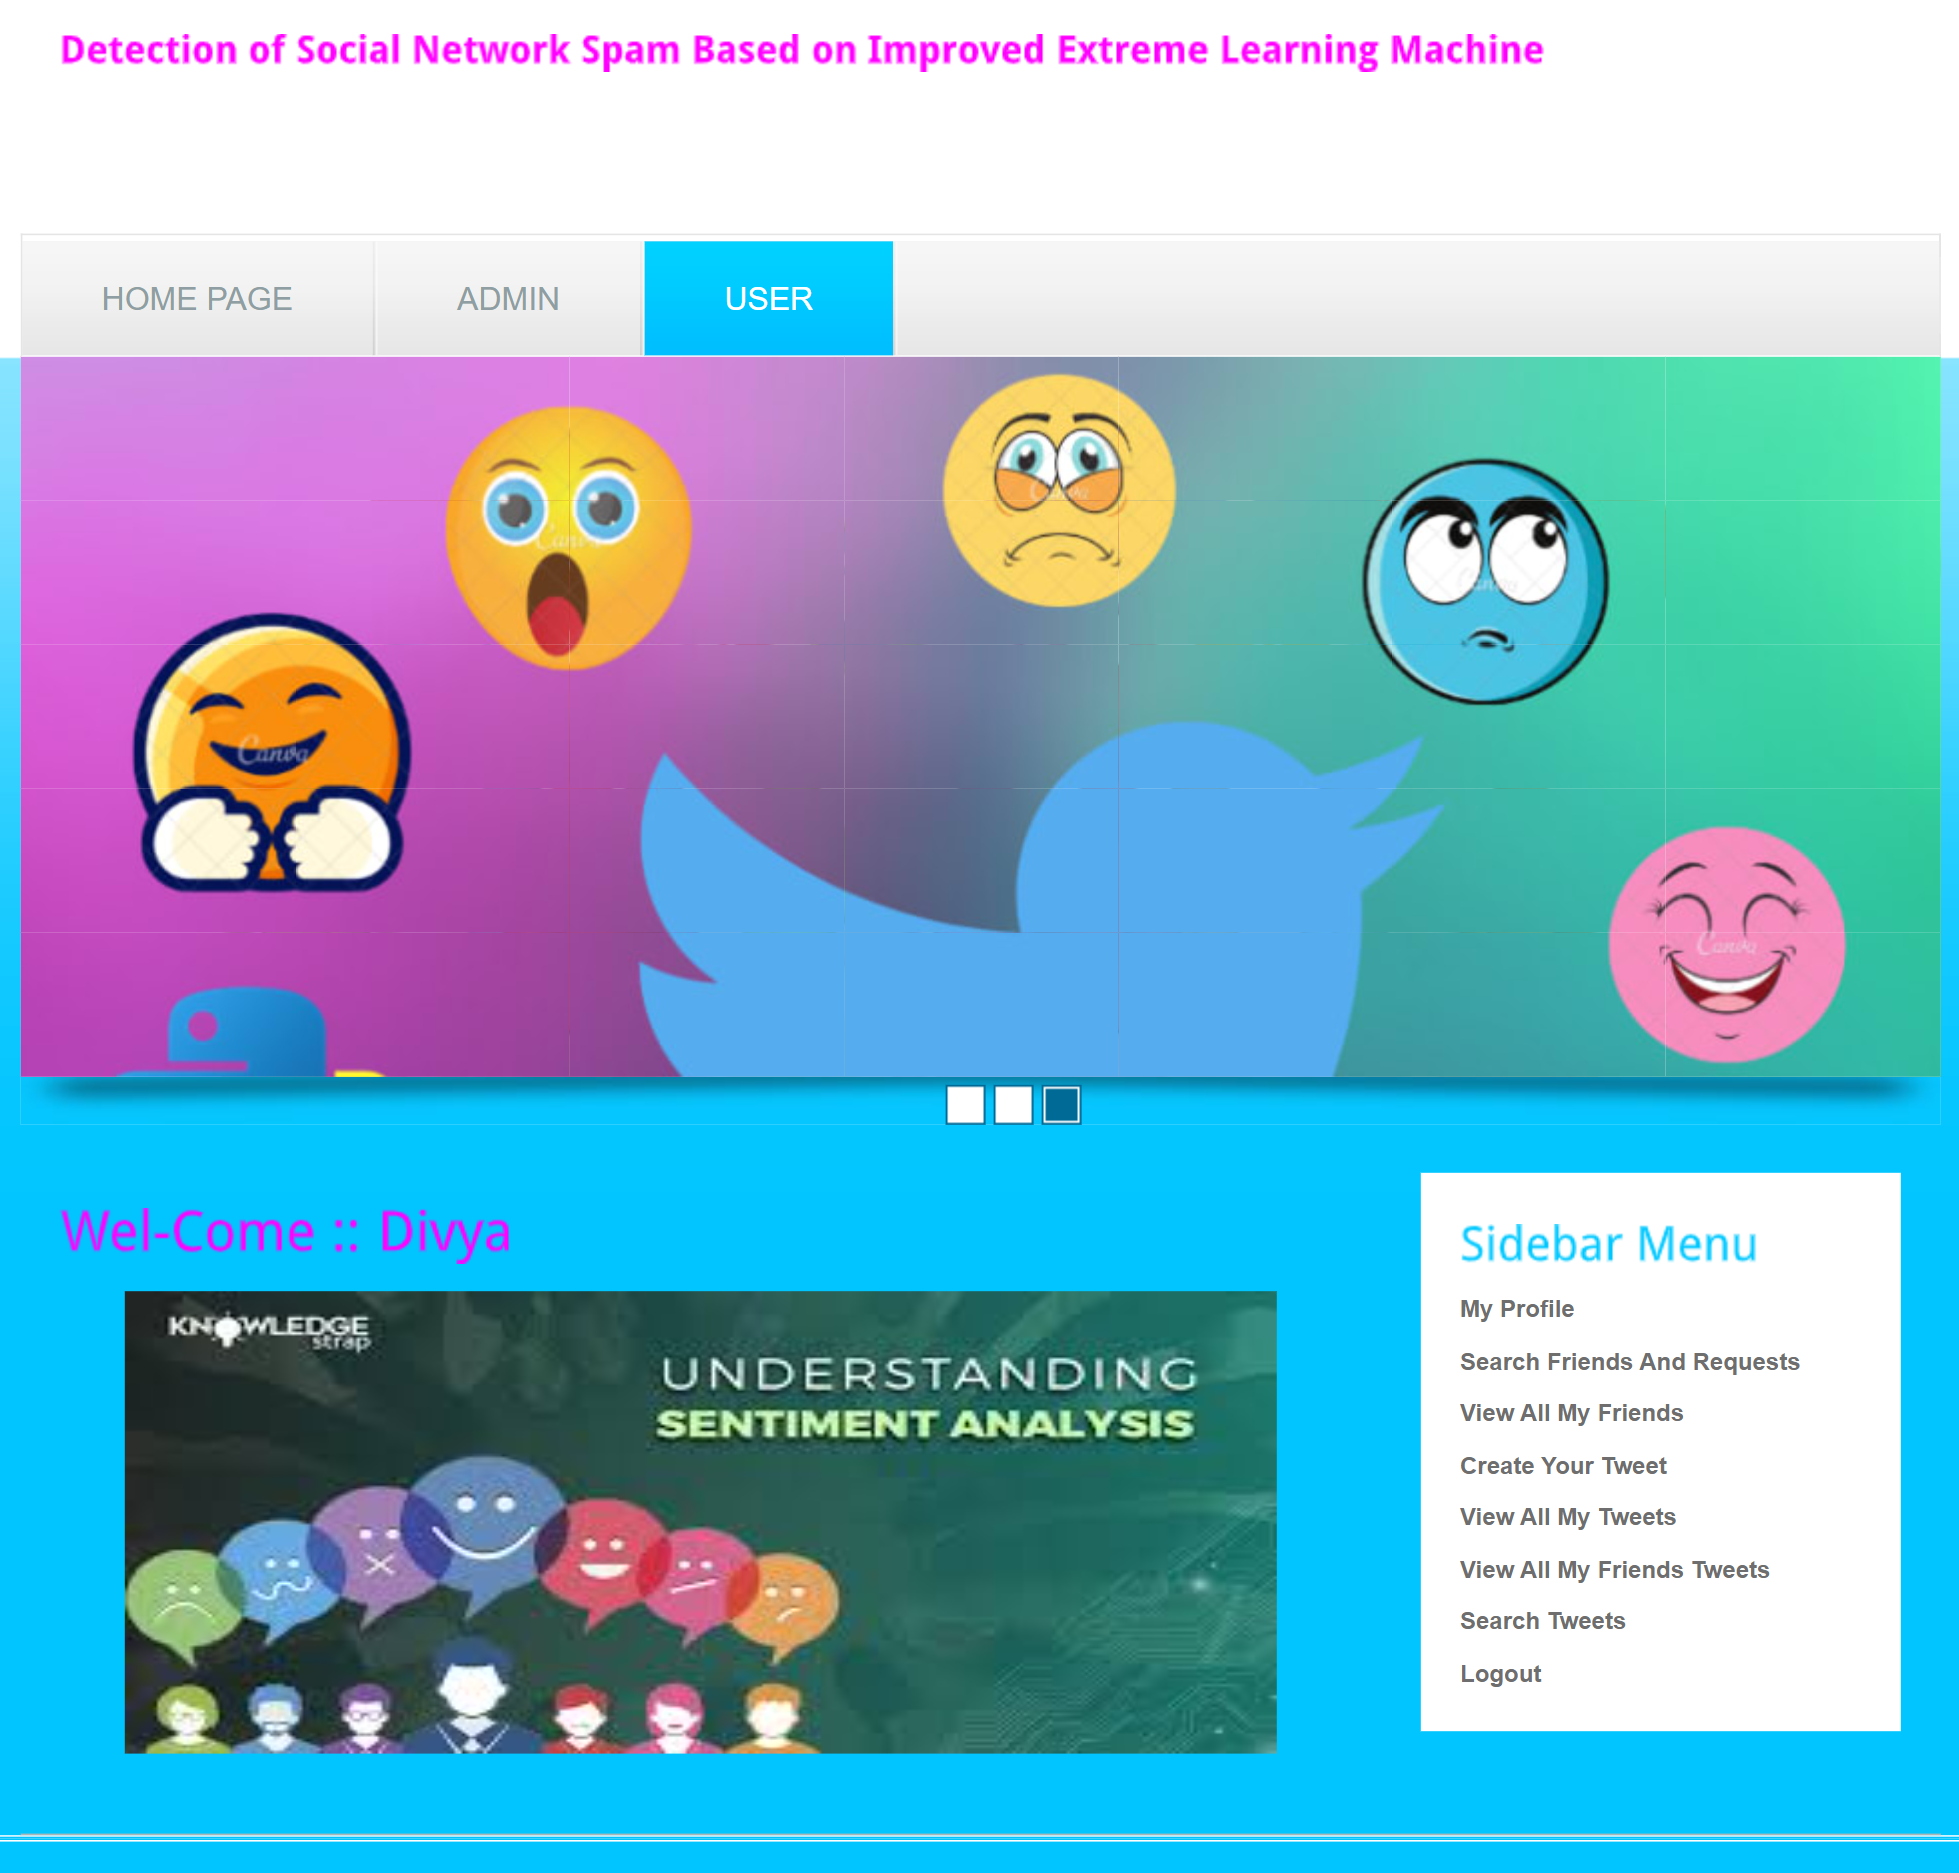 Detection of Social Network Spam Based on Improved Extreme Learning Machine
HOME PAGE
ADMIN
USER
Canva
Canva
Canva
Canva
Canva
Wel-Come :: Divya
KNOWLEDGE
strap
UNDERSTANDING
SENTIMENT ANALYSIS
Sidebar Menu
My Profile
Search Friends And Requests
View All My Friends
Create Your Tweet
View All My Tweets
View All My Friends Tweets
Search Tweets
Logout